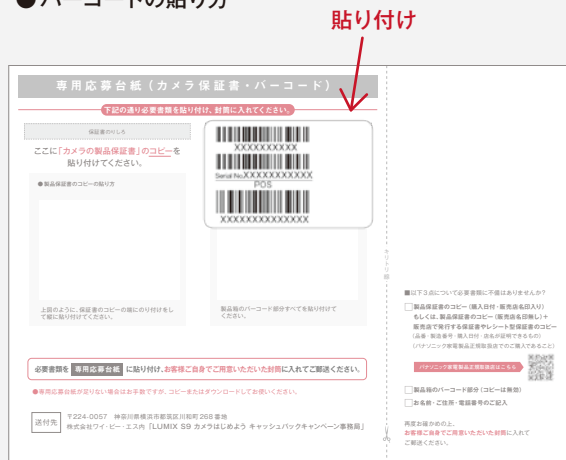 ●バーコードの貼り方
貼り付け
専用応募台紙(カメラ保証書・バーコード)
下記の通り必要書類を貼り付け、封筒に入れてください。
保証書のりしろ
ここに「カメラの製品保証書」のコピーを
貼り付けてください。
●製品保証書のコピーの貼り方
上図のように、保証書のコピーの端にのり付けをし
て縦に貼り付けてください。
XXXXXXXXXX
Serial No.XXXXXXXXXXX
POS
XXXXXXXXXXXXX
製品箱のバーコード部分すべてを貼り付けて
ください。
必要書類を 専用応募台紙 に貼り付け、お客様ご自身でご用意いただいた封筒に入れてご郵送ください。
●専用応募台紙が足りない場合はお手数ですが、コピーまたはダウンロードしてお使いください。
送付先
〒224-0057 神奈川県横浜市都筑区川和町268番地
株式会社ワイ・ビー・エス内「LUMIX S9 カメラはじめよう キャッシュバックキャンペーン事務局」
■以下3点について必要書類に不備はありませんか?
製品保証書のコピー(購入日付・販売店名印入り)
もしくは、製品保証書のコピー(販売店名印無し)+
販売店で発行する保証書やレシート型保証書のコピー
(品番・製造番号・購入日付・店名が証明できるもの)
(パナソニック家電製品正規取扱店でのご購入であること)
パナソニック家電製品正規取扱店はこちら
製品箱のバーコード部分(コピーは無効)
お名前・ご住所・電話番号のご記入
再度お確かめの上、
お客様ご自身でご用意いただいた封筒に入れて
ご郵送ください。